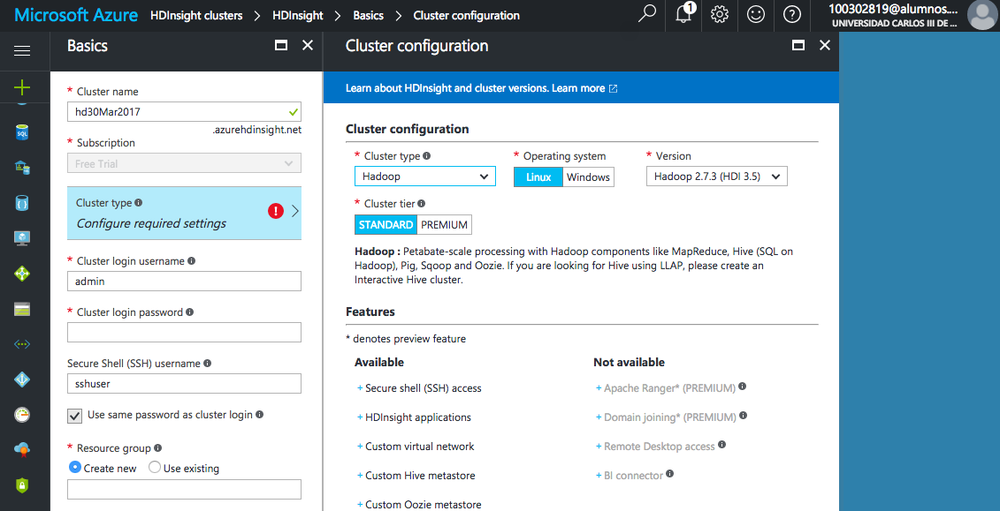 Microsoft Azure HDInsight clusters > HDInsight > Basics > Cluster configuration
1
100302819@alumnos....
UNIVERSIDAD CARLOS III DE ...
Basics
* Cluster name
hd30Mar2017
.azurehdinsight.net
* Subscription
Free Trial
Cluster type
Configure required settings
* Cluster login username
admin
* Cluster login password
Secure Shell (SSH) username
sshuser
Use same password as cluster login
* Resource group
Create new Use existing
SQL
Cluster configuration
Learn about HDInsight and cluster versions. Learn more
Cluster configuration
* Cluster type * Operating system * Version
Hadoop Linux Windows Hadoop 2.7.3 (HDI 3.5)
* Cluster tier
STANDARD PREMIUM
Hadoop : Petabate-scale processing with Hadoop components like MapReduce, Hive (SQL on
Hadoop), Pig, Sqoop and Oozie. If you are looking for Hive using LLAP, please create an
Interactive Hive cluster.
Features
* denotes preview feature
Available
+ Secure shell (SSH) access
+ HDInsight applications
+ Custom virtual network
+ Custom Hive metastore
+ Custom Oozie metastore
Not available
+ Apache Ranger* (PREMIUM)
+ Domain joining* (PREMIUM)
+ Remote Desktop access
+ BI connector